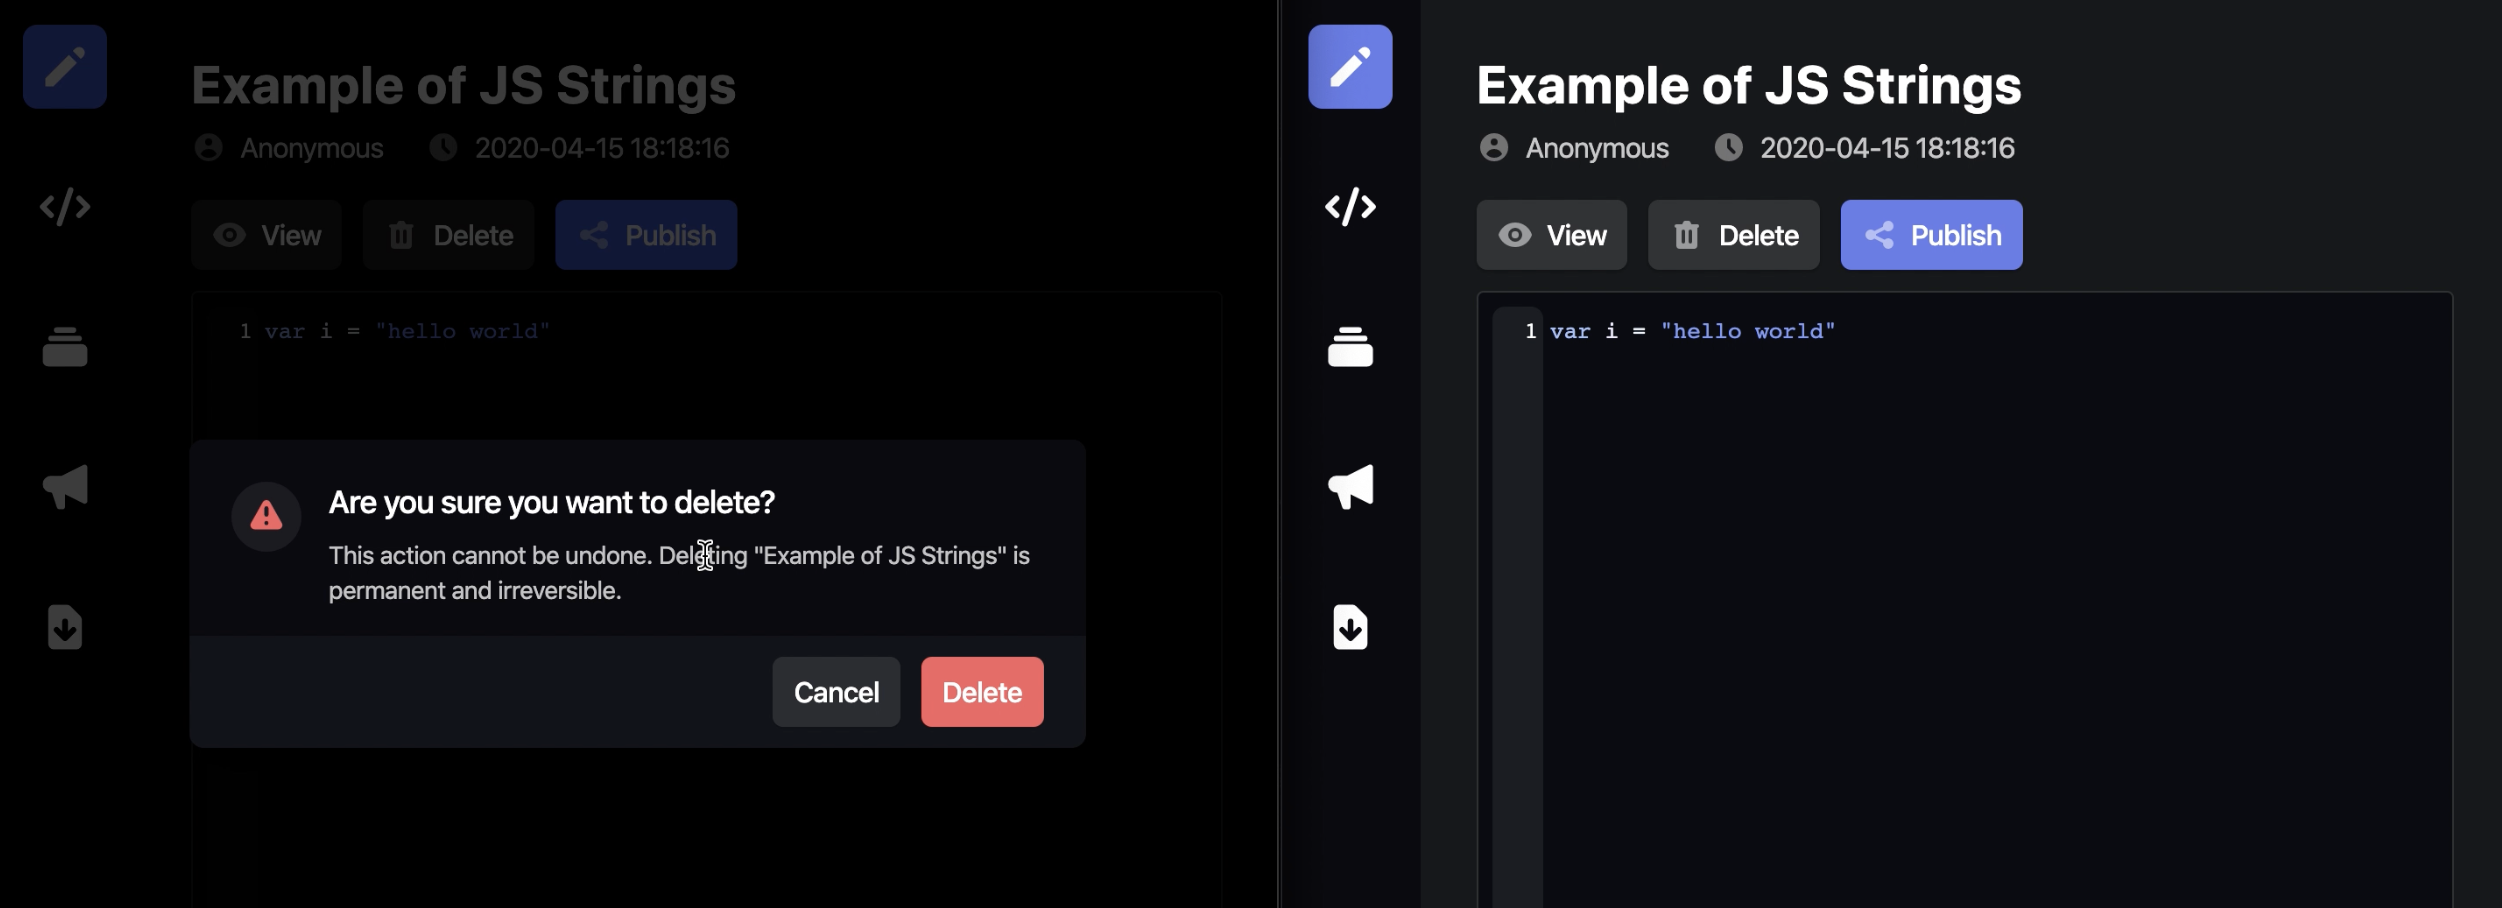 Example of JS Strings
Anonymous 2020-04-15 18:18:16
View Delete Publish
1 var i = "hello world"
Are you sure you want to delete?
This action cannot be undone. Deleting "Example of JS Strings" is
permanent and irreversible.
Cancel Delete
Example of JS Strings
Anonymous 2020-04-15 18:18:16
View Delete Publish
1 var i = "hello world"